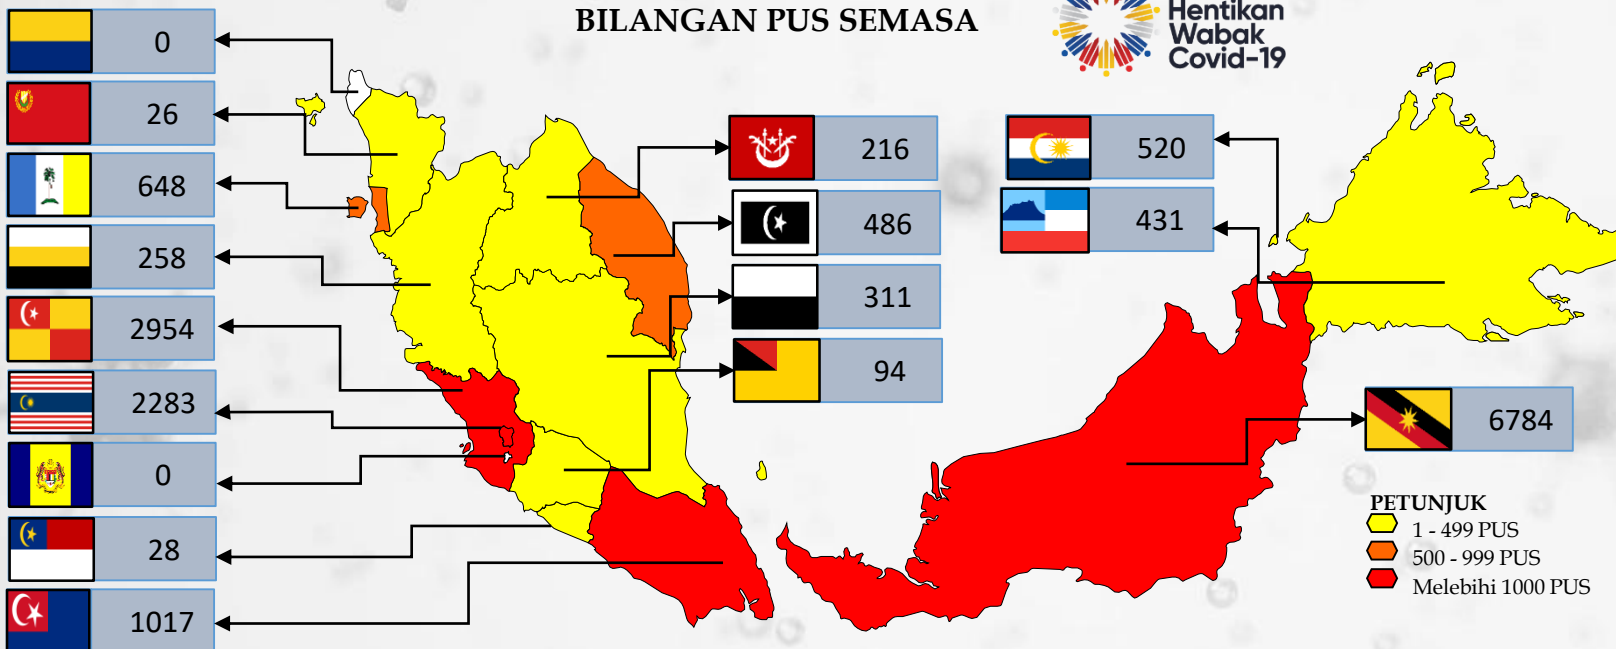 BILANGAN PUS SEMASA
Hentikan
Wabak
Covid-19
0
26
648
258
2954
2283
0
28
1017
216
486
311
94
520
431
6784
PETUNJUK
1 - 499 PUS
500 - 999 PUS
Melebihi 1000 PUS